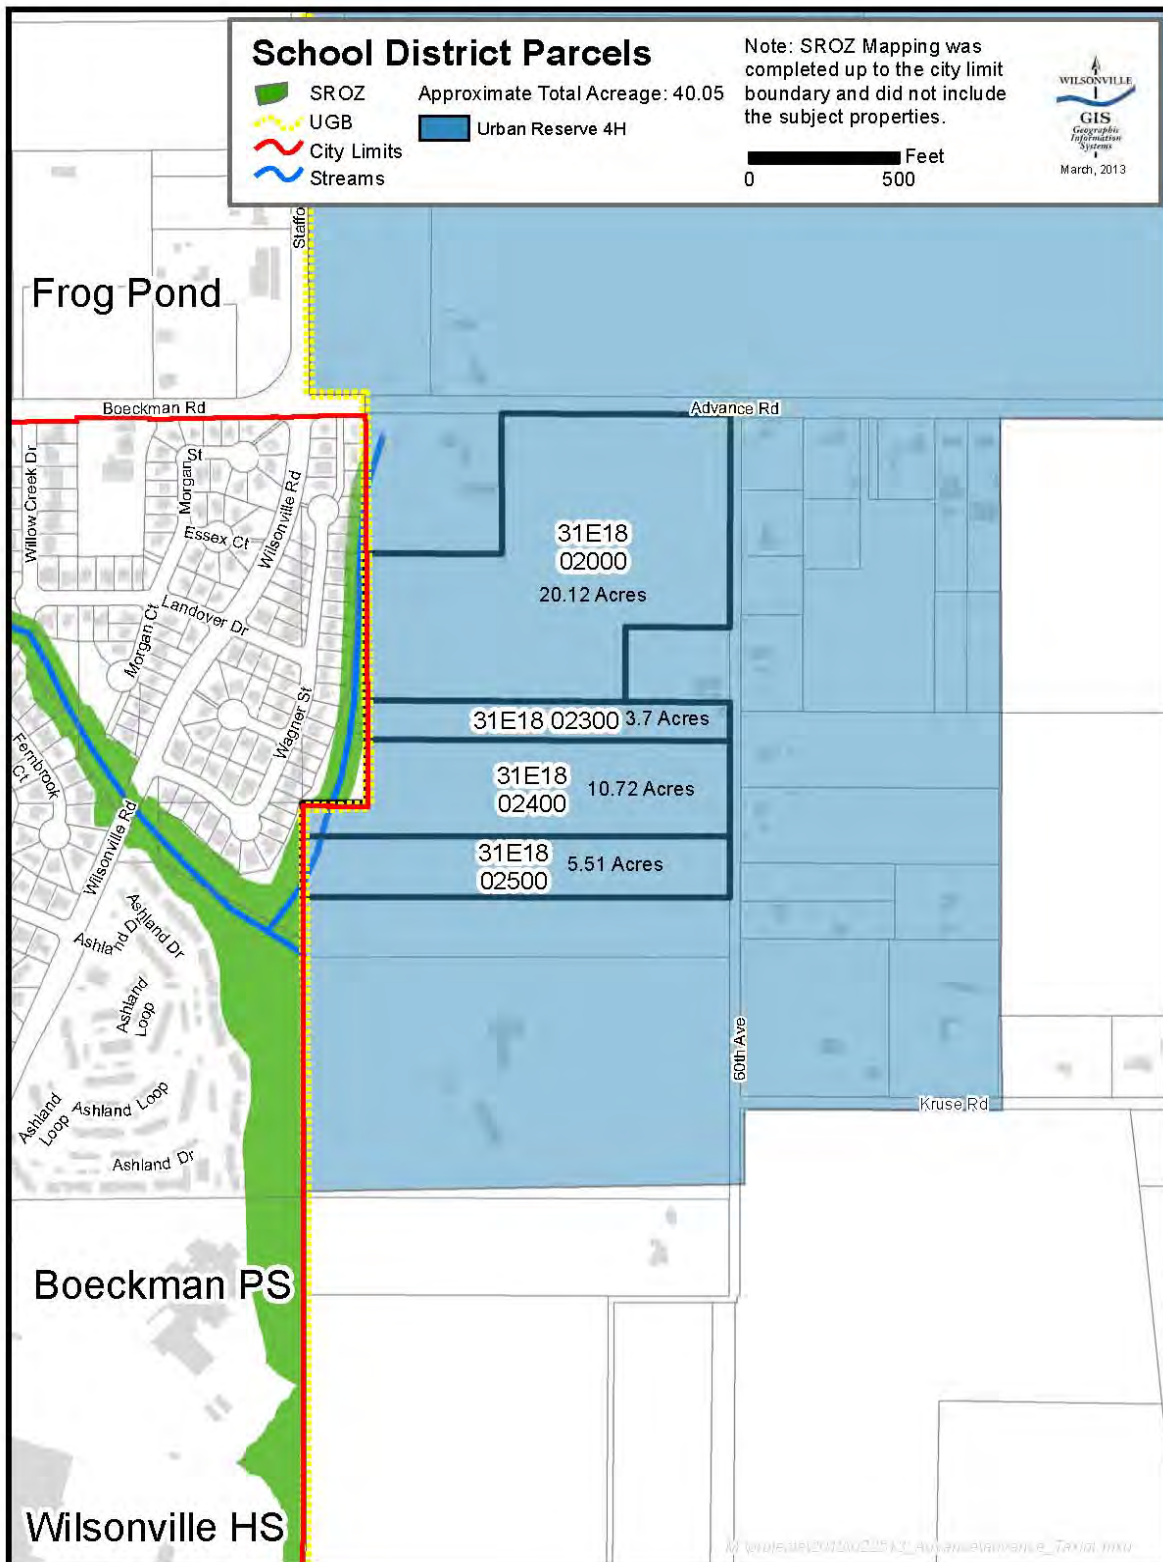 School District Parcels
SROZ
UGB
City Limits
Streams
Approximate Total Acreage: 40.05
Urban Reserve 4H
Note: SROZ Mapping was
completed up to the city limit
boundary and did not include
the subject properties.
Feet
0 500
WILSONVILLE
GIS
Geographic
Information
Systems
March, 2013
Staffo
Frog Pond
Boeckman Rd
Advance Rd
Willow Creek Dr
Morgan
St
Wilsonville Rd
Essex Ct
Landover Dr
Morgan Ct
Wagner St
Fernbrook
Ct
Wilsonville Rd
31E18
02000
20.12 Acres
31E18 02300 3.7 Acres
31E18
02400
10.72 Acres
31E18
02500
5.51 Acres
Ashland Dr
Ashland Dr
Ashland
Loop
Ashland
Loop
Ashland Loop
Ashland Dr
60th Ave
Kruse Rd
Boeckman PS
Wilsonville HS